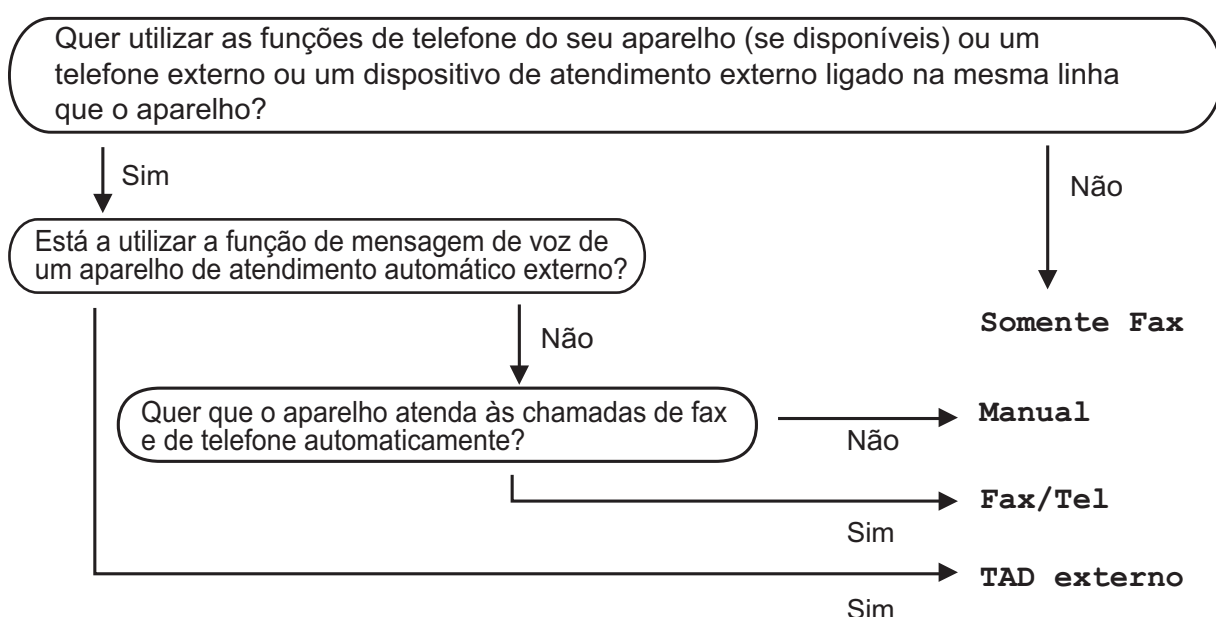 Quer utilizar as funções de telefone do seu aparelho (se disponíveis) ou um
telefone externo ou um dispositivo de atendimento externo ligado na mesma linha
que o aparelho?
Sim
Não
Está a utilizar a função de mensagem de voz de
um aparelho de atendimento automático externo?
Somente Fax
Não
Quer que o aparelho atenda às chamadas de fax
e de telefone automaticamente?
Manual
Não
Fax/Tel
Sim
TAD externo
Sim